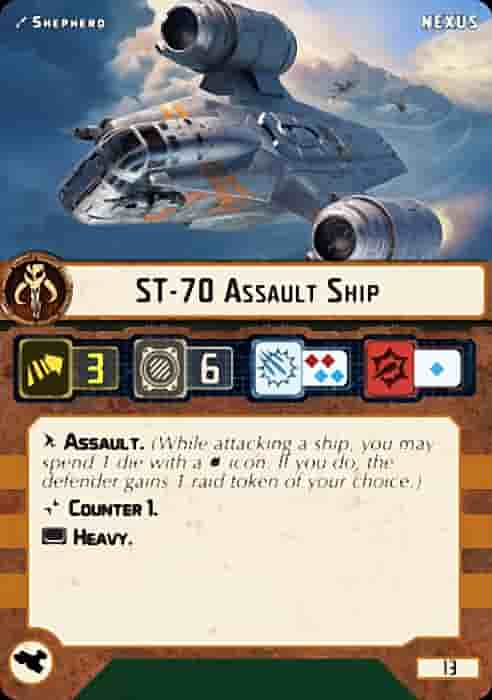 SHEPHERD
NEXUS
ST-70 ASSAULT SHIP
3
6
ASSAULT. (While attacking a ship, you may
spend 1 die with a icon. If you do, the
defender gains 1 raid token of your choice.)
COUNTER 1.
HEAVY.
13